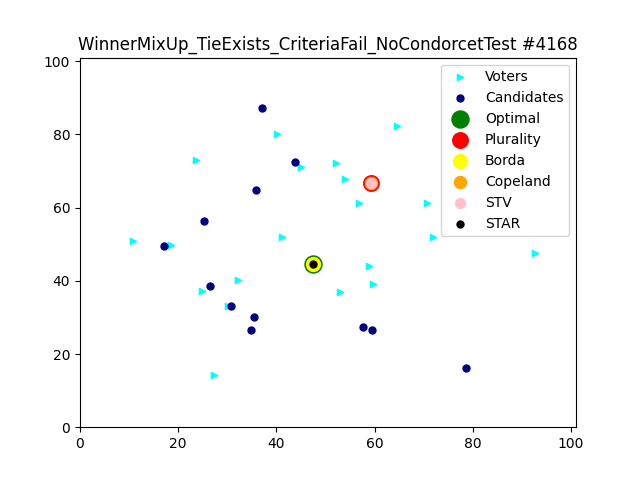 WinnerMixUp_TieExists_CriteriaFail_NoCondorcetTest #4168
100
80
60
40
20
0
0 20 40 60 80 100
Voters
Candidates
Optimal
Plurality
Borda
Copeland
STV
STAR